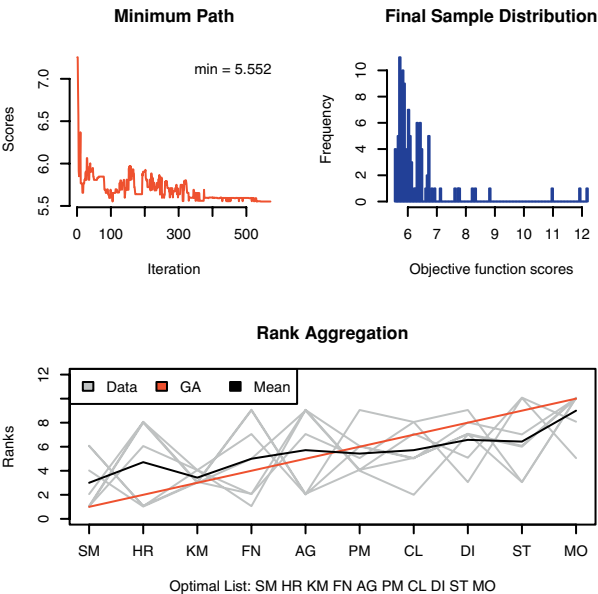 Minimum Path
min = 5.552
Scores
7.0
6.5
6.0
5.5
0 100 300 500
Iteration
Final Sample Distribution
Frequency
10
8
6
4
2
0
6 7 8 9 10 11 12
Objective function scores
Rank Aggregation
Data GA Mean
Ranks
12
8
6
4
2
0
SM HR KM FN AG PM CL DI ST MO
Optimal List: SM HR KM FN AG PM CL DI ST MO